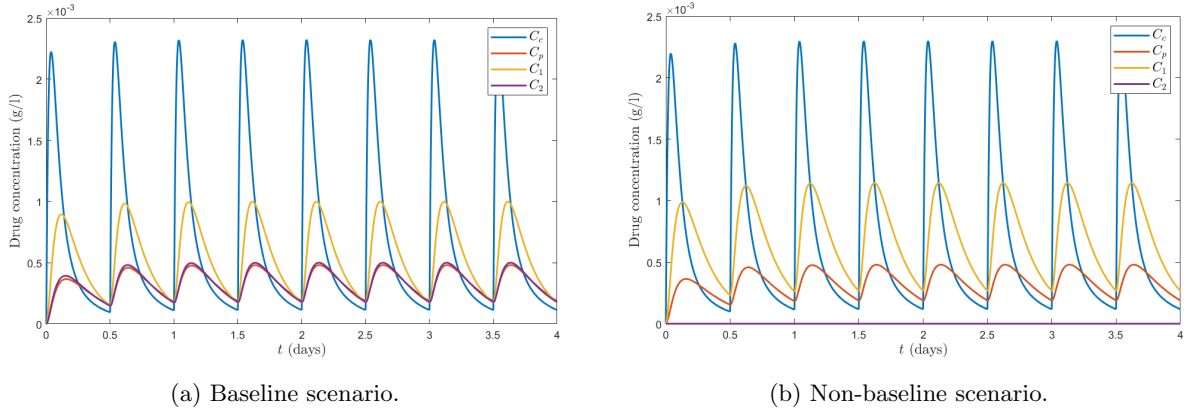 ×10⁻³
2.5
2
1.5
1
0.5
0
Drug concentration (g/l)
0 0.5 1 1.5 2 2.5 3 3.5 4
t (days)
C_c
C_p
C_1
C_2
(a) Baseline scenario.
×10⁻³
2.5
2
1.5
1
0.5
0
Drug concentration (g/l)
0 0.5 1 1.5 2 2.5 3 3.5 4
t (days)
C_c
C_p
C_1
C_2
(b) Non-baseline scenario.